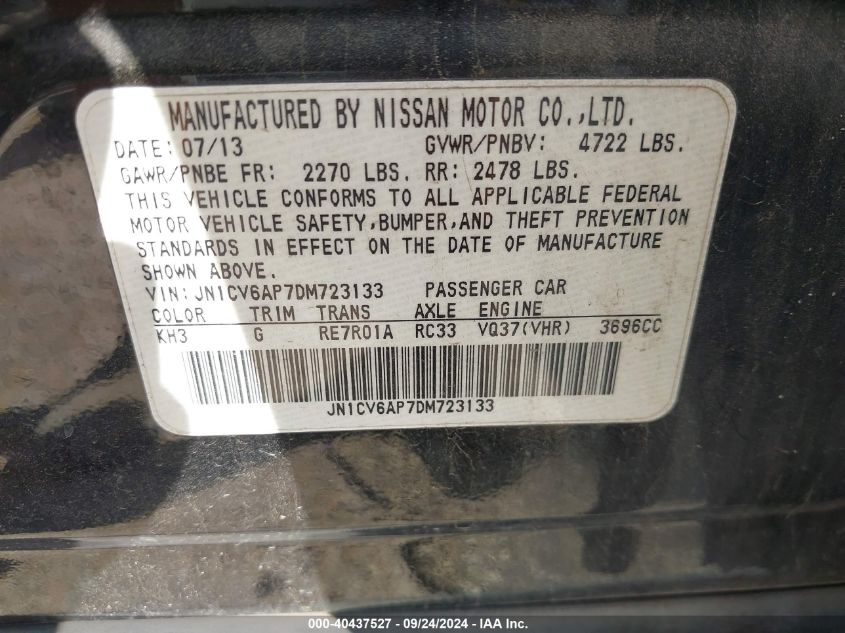 MANUFACTURED BY NISSAN MOTOR CO.,LTD.
DATE: 07/13 GVWR/PNBV: 4722 LBS.
GAWR/PNBE FR: 2270 LBS. RR: 2478 LBS.
THIS VEHICLE CONFORMS TO ALL APPLICABLE FEDERAL
MOTOR VEHICLE SAFETY,BUMPER,AND THEFT PREVENTION
STANDARDS IN EFFECT ON THE DATE OF MANUFACTURE
SHOWN ABOVE.
VIN: JN1CV6AP7DM723133 PASSENGER CAR
COLOR TRIM TRANS AXLE ENGINE
KH3 G RE7R01A RC33 VQ37(VHR) 3696CC
JN1CV6AP7DM723133
000-40437527 - 09/24/2024 - IAA Inc.